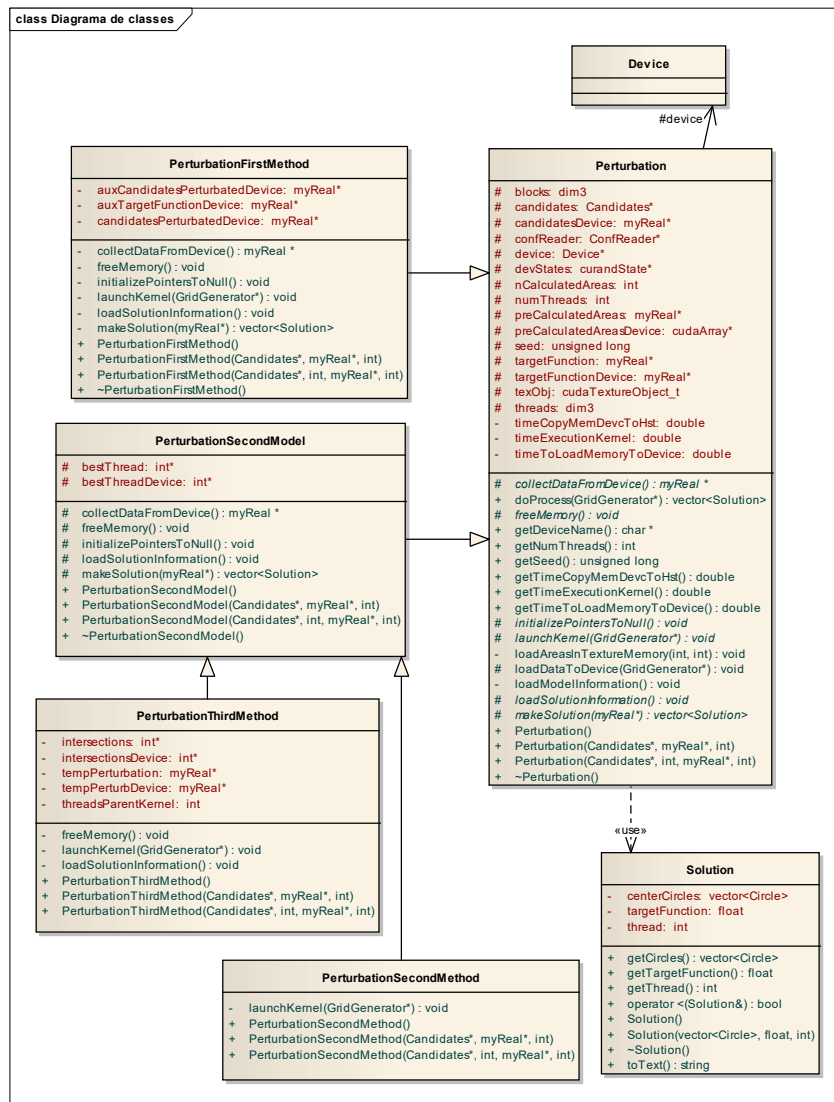 class Diagrama de classes
Device
#device
PerturbationFirstMethod
- auxCandidatesPerturbatedDevice: myReal*
- auxTargetFunctionDevice: myReal*
- candidatesPerturbatedDevice: myReal*
- collectDataFromDevice() : myReal *
- freeMemory() : void
- initializePointersToNull() : void
- launchKernel(GridGenerator*) : void
- loadSolutionInformation() : void
- makeSolution(myReal*) : vector<Solution>
+ PerturbationFirstMethod()
+ PerturbationFirstMethod(Candidates*, myReal*, int)
+ PerturbationFirstMethod(Candidates*, int, myReal*, int)
+ ~PerturbationFirstMethod()
Perturbation
# blocks: dim3
# candidates: Candidates*
# candidatesDevice: myReal*
# confReader: ConfReader*
# device: Device*
# devStates: curandState*
# nCalculatedAreas: int
# numThreads: int
# preCalculatedAreas: myReal*
# preCalculatedAreasDevice: cudaArray*
# seed: unsigned long
# targetFunction: myReal*
# targetFunctionDevice: myReal*
# texObj: cudaTextureObject_t
# threads: dim3
- timeCopyMemDevcToHst: double
- timeExecutionKernel: double
- timeToLoadMemoryToDevice: double
# collectDataFromDevice() : myReal *
+ doProcess(GridGenerator*) : vector<Solution>
# freeMemory() : void
+ getDeviceName() : char *
+ getNumThreads() : int
+ getSeed() : unsigned long
+ getTimeCopyMemDevcToHst() : double
+ getTimeExecutionKernel() : double
+ getTimeToLoadMemoryToDevice() : double
# initializePointersToNull() : void
# launchKernel(GridGenerator*) : void
- loadAreasInTextureMemory(int, int) : void
# loadDataToDevice(GridGenerator*) : void
- loadModelInformation() : void
# loadSolutionInformation() : void
# makeSolution(myReal*) : vector<Solution>
+ Perturbation()
+ Perturbation(Candidates*, myReal*, int)
+ Perturbation(Candidates*, int, myReal*, int)
+ ~Perturbation()
PerturbationSecondModel
# bestThread: int*
# bestThreadDevice: int*
# collectDataFromDevice() : myReal *
# freeMemory() : void
# initializePointersToNull() : void
# loadSolutionInformation() : void
# makeSolution(myReal*) : vector<Solution>
+ PerturbationSecondModel()
+ PerturbationSecondModel(Candidates*, myReal*, int)
+ PerturbationSecondModel(Candidates*, int, myReal*, int)
+ ~PerturbationSecondModel()
PerturbationThirdMethod
- intersections: int*
- intersectionsDevice: int*
- tempPerturbation: myReal*
- tempPerturbDevice: myReal*
- threadsParentKernel: int
- freeMemory() : void
- launchKernel(GridGenerator*) : void
- loadSolutionInformation() : void
+ PerturbationThirdMethod()
+ PerturbationThirdMethod(Candidates*, myReal*, int)
+ PerturbationThirdMethod(Candidates*, int, myReal*, int)
«use»
Solution
- centerCircles: vector<Circle>
- targetFunction: float
- thread: int
+ getCircles() : vector<Circle>
+ getTargetFunction() : float
+ getThread() : int
+ operator <(Solution&) : bool
+ Solution()
+ Solution(vector<Circle>, float, int)
+ ~Solution()
+ toText() : string
PerturbationSecondMethod
- launchKernel(GridGenerator*) : void
+ PerturbationSecondMethod()
+ PerturbationSecondMethod(Candidates*, myReal*, int)
+ PerturbationSecondMethod(Candidates*, int, myReal*, int)